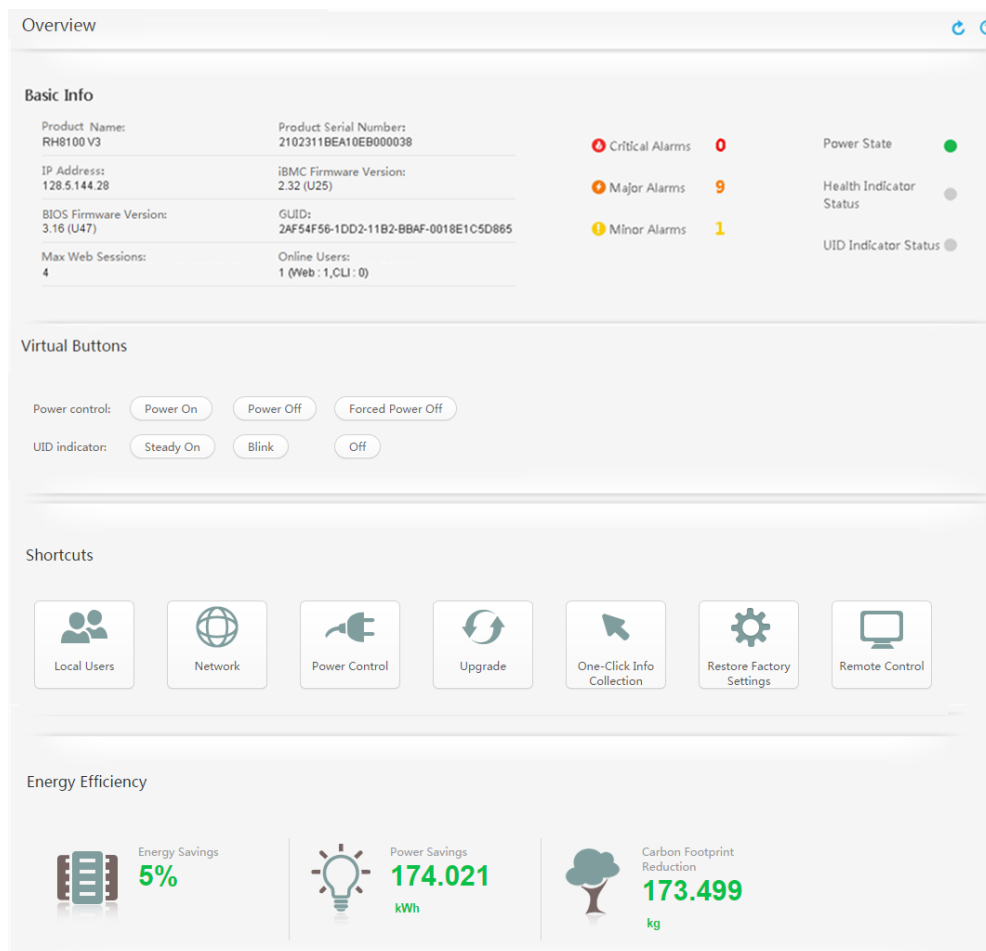 Overview
Basic Info
Product Name:
RH8100 V3
Product Serial Number:
2102311BEA10EB000038
IP Address:
128.5.144.28
iBMC Firmware Version:
2.32 (U25)
BIOS Firmware Version:
3.16 (U47)
GUID:
2AF54F56-1DD2-11B2-BBAF-0018E1C5D865
Max Web Sessions:
4
Online Users:
1 (Web : 1,CLI : 0)
Critical Alarms 0
Major Alarms 9
Minor Alarms 1
Power State
Health Indicator
Status
UID Indicator Status
Virtual Buttons
Power control: Power On Power Off Forced Power Off
UID indicator: Steady On Blink Off
Shortcuts
Local Users
Network
Power Control
Upgrade
One-Click Info
Collection
Restore Factory
Settings
Remote Control
Energy Efficiency
Energy Savings
5%
Power Savings
174.021
kWh
Carbon Footprint
Reduction
173.499
kg